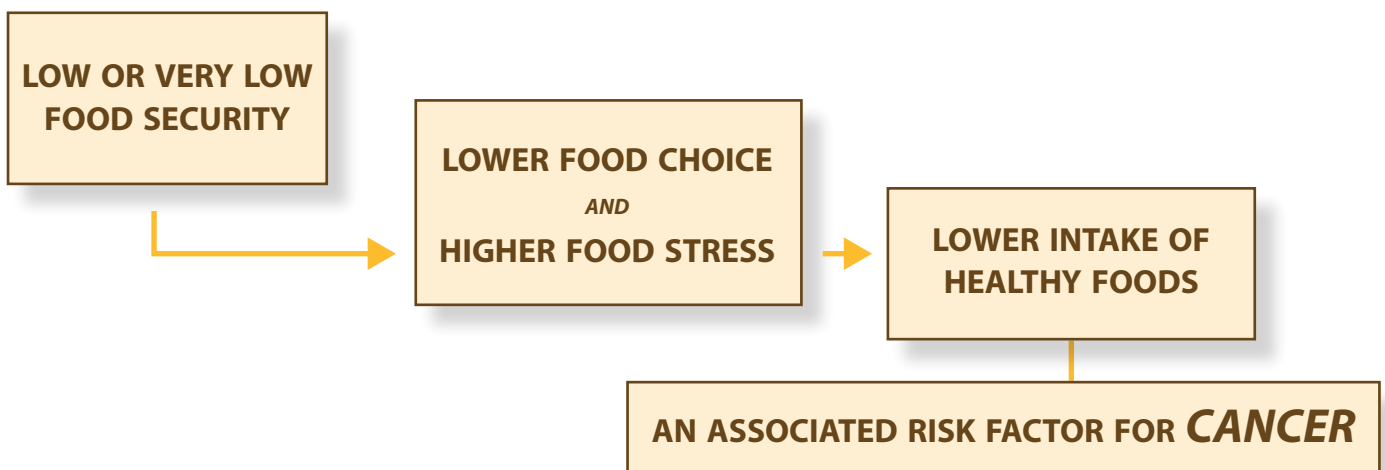 LOW OR VERY LOW
FOOD SECURITY
LOWER FOOD CHOICE
AND
HIGHER FOOD STRESS
LOWER INTAKE OF
HEALTHY FOODS
AN ASSOCIATED RISK FACTOR FOR CANCER